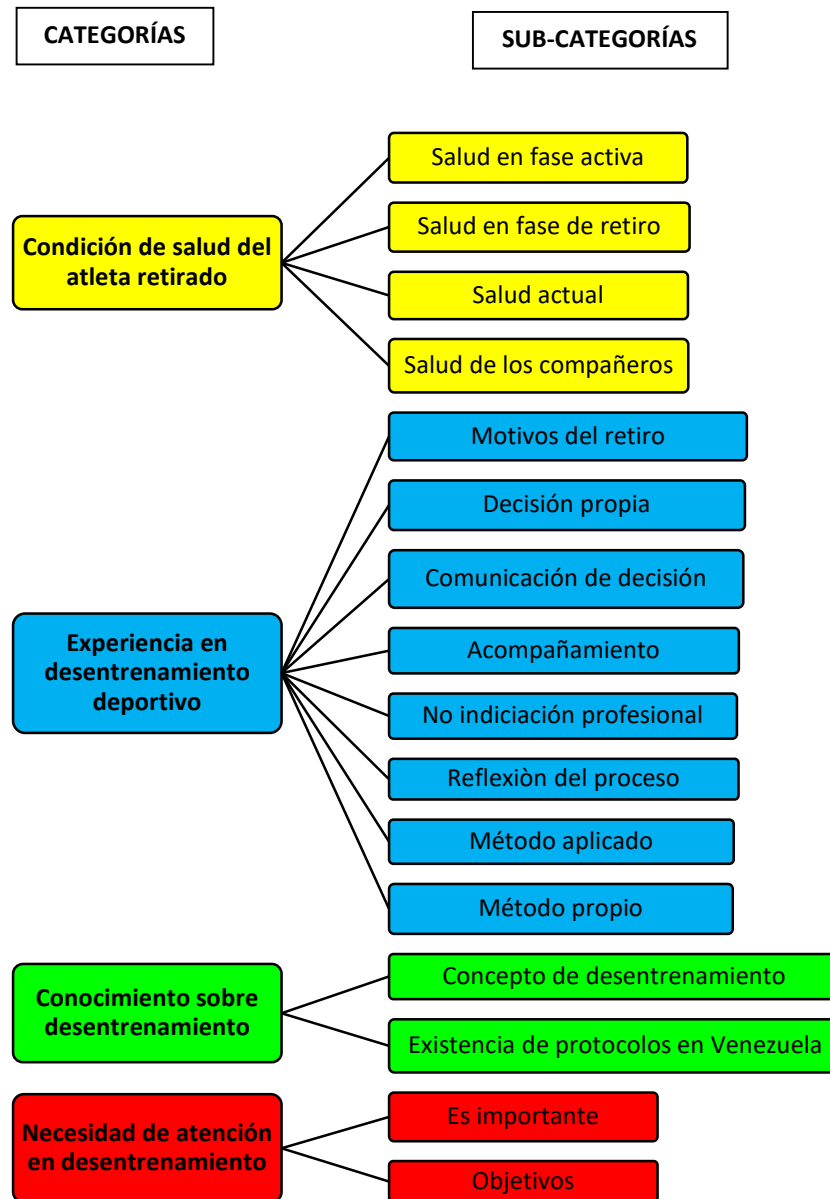 CATEGORÍAS
SUB-CATEGORÍAS
Condición de salud del
atleta retirado
Salud en fase activa
Salud en fase de retiro
Salud actual
Salud de los compañeros
Experiencia en
desentrenamiento
deportivo
Motivos del retiro
Decisión propia
Comunicación de decisión
Acompañamiento
No indiciación profesional
Reflexiòn del proceso
Método aplicado
Método propio
Conocimiento sobre
desentrenamiento
Concepto de desentrenamiento
Existencia de protocolos en Venezuela
Necesidad de atención
en desentrenamiento
Es importante
Objetivos